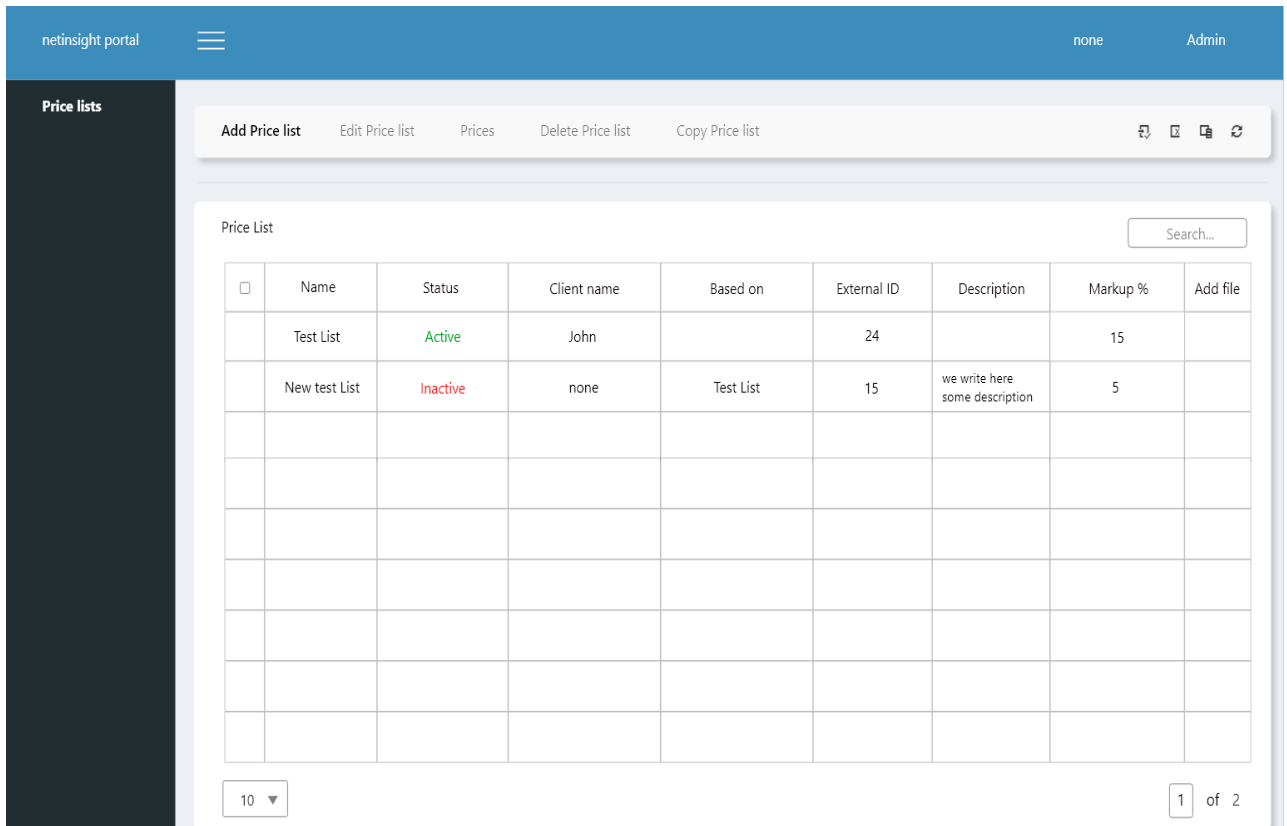 netinsight portal none Admin
Price lists
Add Price list Edit Price list Prices Delete Price list Copy Price list
Price List
Search...
Name Status Client name Based on External ID Description Markup % Add file
Test List Active John 24 15
New test List Inactive none Test List 15 we write here 5
some description
10 1 of 2